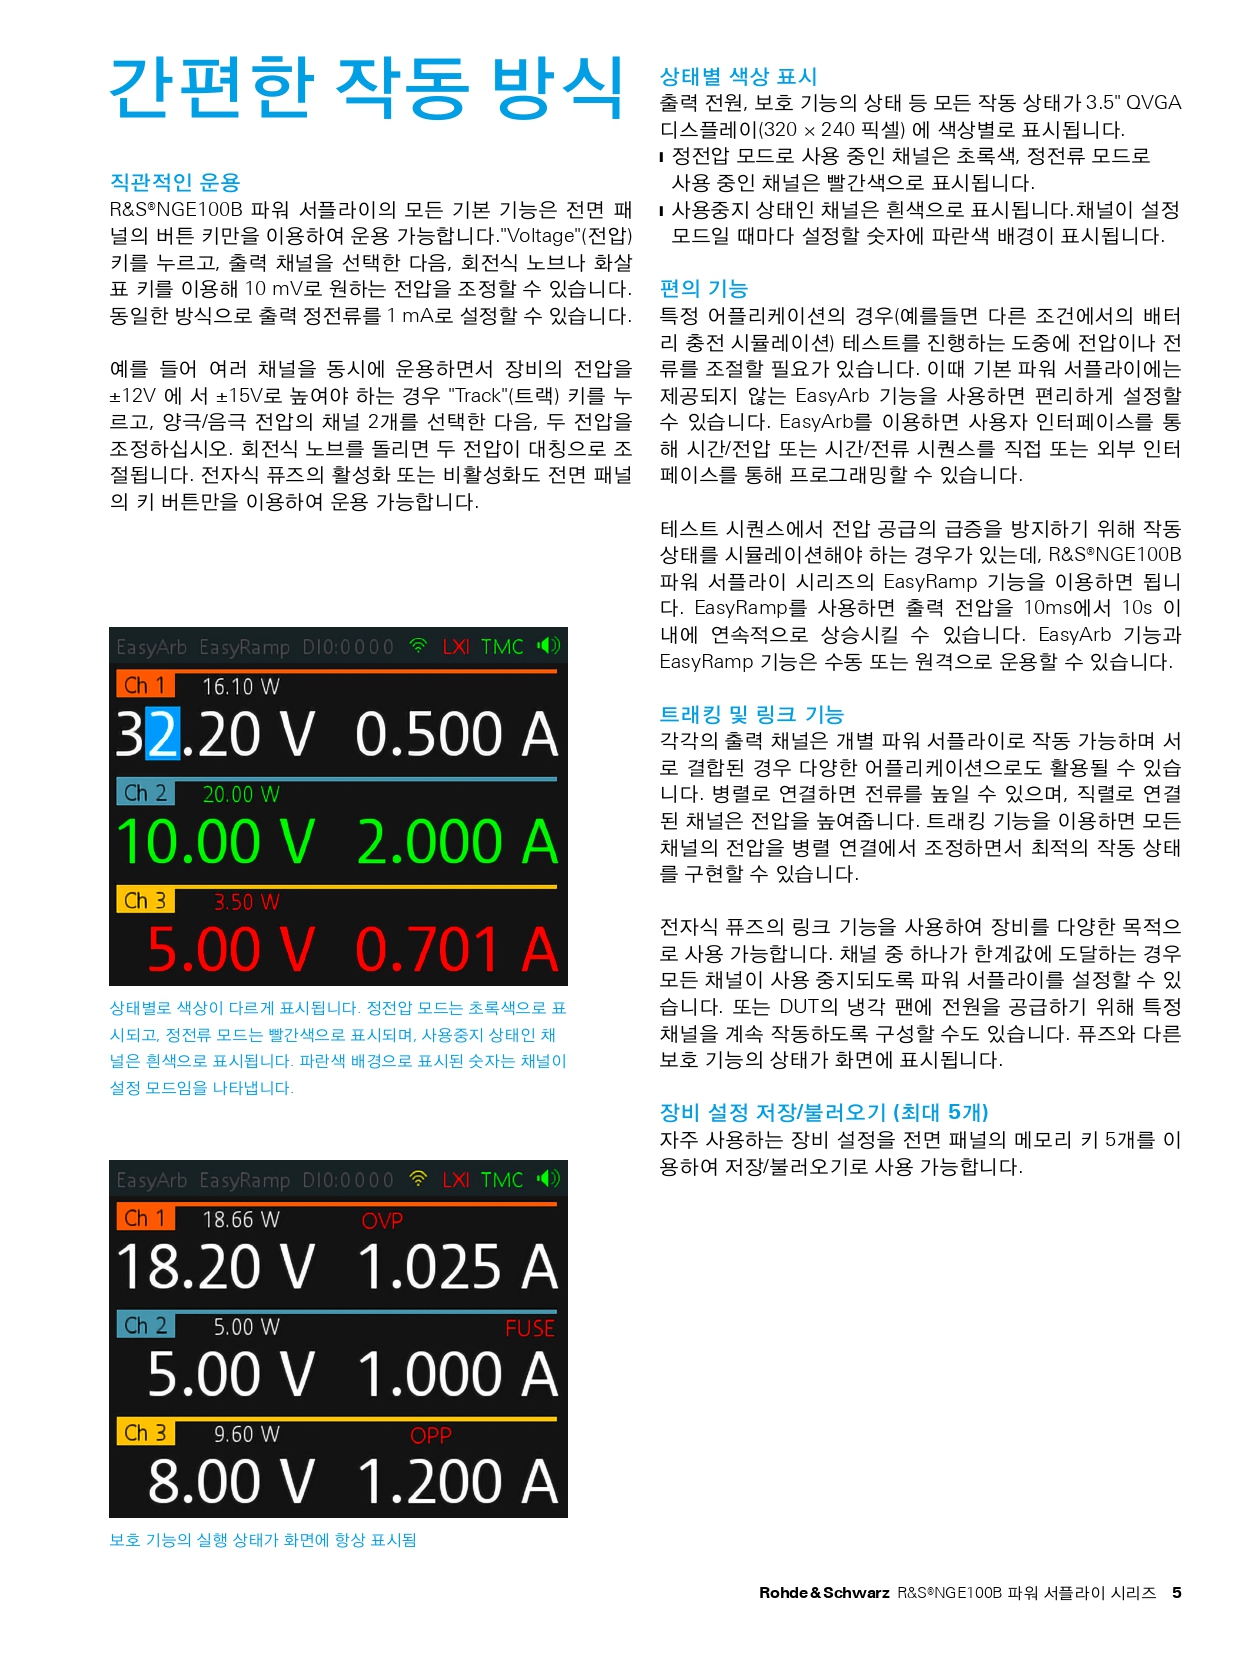 간편한 작동 방식
직관적인 운용
R&S®NGE100B 파워 서플라이의 모든 기본 기능은 전면 패
널의 버튼 키만을 이용하여 운용 가능합니다."Voltage"(전압)
키를 누르고, 출력 채널을 선택한 다음, 회전식 노브나 화살
표 키를 이용해 10 mV로 원하는 전압을 조정할 수 있습니다.
동일한 방식으로 출력 정전류를 1 mA로 설정할 수 있습니다.
예를 들어 여러 채널을 동시에 운용하면서 장비의 전압을
±12V 에 서 ±15V로 높여야 하는 경우 "Track"(트랙) 키를 누
르고, 양극/음극 전압의 채널 2개를 선택한 다음, 두 전압을
조정하십시오. 회전식 노브를 돌리면 두 전압이 대칭으로 조
절됩니다. 전자식 퓨즈의 활성화 또는 비활성화도 전면 패널
의 키 버튼만을 이용하여 운용 가능합니다.
EasyArb EasyRamp DIO:0000 LXI TMC
Ch 1 16.10 W
32.20 V 0.500 A
Ch 2 20.00 W
10.00 V 2.000 A
Ch 3 3.50 W
5.00 V 0.701 A
상태별로 색상이 다르게 표시됩니다. 정전압 모드는 초록색으로 표
시되고, 정전류 모드는 빨간색으로 표시되며, 사용중지 상태인 채
널은 흰색으로 표시됩니다. 파란색 배경으로 표시된 숫자는 채널이
설정 모드임을 나타냅니다.
EasyArb EasyRamp DIO:0000 LXI TMC
Ch 1 18.66 W OVP
18.20 V 1.025 A
Ch 2 5.00 W FUSE
5.00 V 1.000 A
Ch 3 9.60 W OPP
8.00 V 1.200 A
보호 기능의 실행 상태가 화면에 항상 표시됨
상태별 색상 표시
출력 전원, 보호 기능의 상태 등 모든 작동 상태가 3.5" QVGA
디스플레이(320 × 240 픽셀) 에 색상별로 표시됩니다.
❙ 정전압 모드로 사용 중인 채널은 초록색, 정전류 모드로
사용 중인 채널은 빨간색으로 표시됩니다.
❙ 사용중지 상태인 채널은 흰색으로 표시됩니다.채널이 설정
모드일 때마다 설정할 숫자에 파란색 배경이 표시됩니다.
편의 기능
특정 어플리케이션의 경우(예를들면 다른 조건에서의 배터
리 충전 시뮬레이션) 테스트를 진행하는 도중에 전압이나 전
류를 조절할 필요가 있습니다. 이때 기본 파워 서플라이에는
제공되지 않는 EasyArb 기능을 사용하면 편리하게 설정할
수 있습니다. EasyArb를 이용하면 사용자 인터페이스를 통
해 시간/전압 또는 시간/전류 시퀀스를 직접 또는 외부 인터
페이스를 통해 프로그래밍할 수 있습니다.
테스트 시퀀스에서 전압 공급의 급증을 방지하기 위해 작동
상태를 시뮬레이션해야 하는 경우가 있는데, R&S®NGE100B
파워 서플라이 시리즈의 EasyRamp 기능을 이용하면 됩니
다. EasyRamp를 사용하면 출력 전압을 10ms에서 10s 이
내에 연속적으로 상승시킬 수 있습니다. EasyArb 기능과
EasyRamp 기능은 수동 또는 원격으로 운용할 수 있습니다.
트래킹 및 링크 기능
각각의 출력 채널은 개별 파워 서플라이로 작동 가능하며 서
로 결합된 경우 다양한 어플리케이션으로도 활용될 수 있습
니다. 병렬로 연결하면 전류를 높일 수 있으며, 직렬로 연결
된 채널은 전압을 높여줍니다. 트래킹 기능을 이용하면 모든
채널의 전압을 병렬 연결에서 조정하면서 최적의 작동 상태
를 구현할 수 있습니다.
전자식 퓨즈의 링크 기능을 사용하여 장비를 다양한 목적으
로 사용 가능합니다. 채널 중 하나가 한계값에 도달하는 경우
모든 채널이 사용 중지되도록 파워 서플라이를 설정할 수 있
습니다. 또는 DUT의 냉각 팬에 전원을 공급하기 위해 특정
채널을 계속 작동하도록 구성할 수도 있습니다. 퓨즈와 다른
보호 기능의 상태가 화면에 표시됩니다.
장비 설정 저장/불러오기 (최대 5개)
자주 사용하는 장비 설정을 전면 패널의 메모리 키 5개를 이
용하여 저장/불러오기로 사용 가능합니다.
Rohde & Schwarz R&S®NGE100B 파워 서플라이 시리즈 5